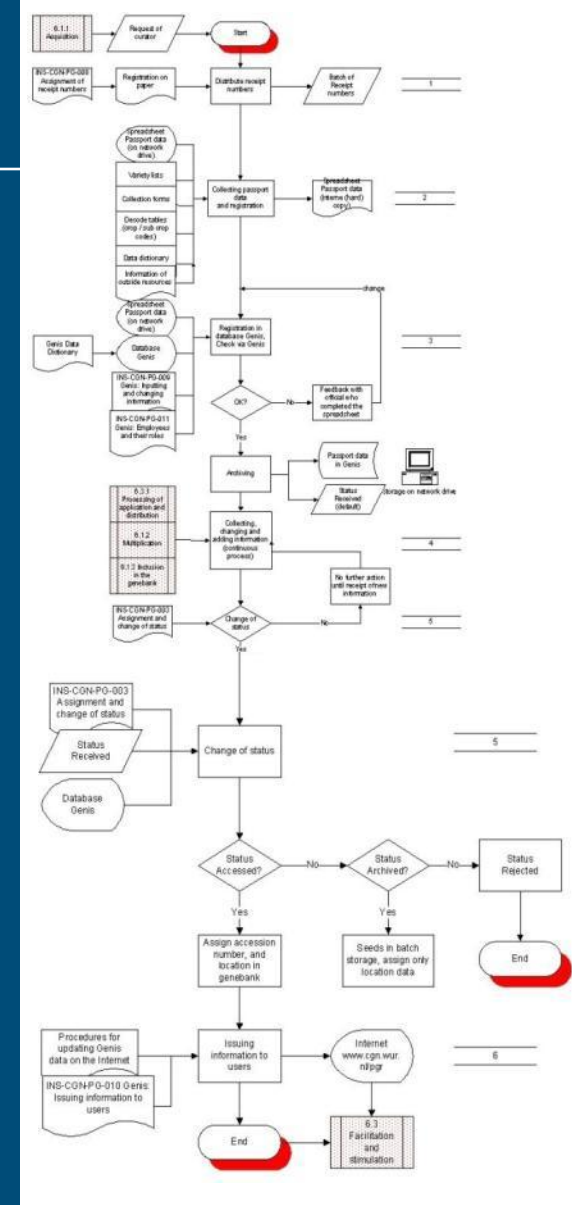 6.1.1
Acquisition
Request of
curator
Start
INS-CGN-PG-008
Assignment of
receipt numbers
Registration on
paper
Distribute receipt
numbers
Batch of
Receipt
numbers
1
Spreadsheet
Passport data
(on network
drive)
Variety lists
Collection forms
Decode tables
(crop / sub crop
codes)
Data dictionary
Information of
outside resources
Collecting passport
data
and registration
Spreadsheet
Passport data
(interne (hard)
copy)
2
change
Spreadsheet
Passport data
(on network
drive)
Genis Data
Dictionary
Database
Genis
INS-CGN-PG-009
Genis: Inputting
and changing
information
INS-CGN-PG-011
Genis: Employees
and their roles
Registration in
database Genis,
Check via Genis
3
OK?
No
Feedback with
official who
completed the
spreadsheet
Yes
Archiving
Passport data
in Genis
Status
Received
(default)
storage on network drive
6.3.1
Processing of
application and
distribution
6.1.2
Multiplication
6.1.3 Inclusion
in the
genebank
Collecting,
changing and
adding information
(continuous
process)
4
No further action
until receipt of new
information
INS-CGN-PG-003
Assignment and
change of status
Change of
status
No
Yes
INS-CGN-PG-003
Assignment and
change of status
Status
Received
Database
Genis
Change of status
5
Status
Accessed?
No
Status
Archived?
No
Status
Rejected
Yes
Yes
Assign accession
number, and
location in
genebank
Seeds in batch
storage, assign only
location data
End
Procedures for
updating Genis
data on the Internet
INS-CGN-PG-010 Genis:
Issuing information to
users
Issuing
information to
users
Internet
www.cgn.wur.
nl/pgr
6
End
6.3
Facilitation
and
stimulation